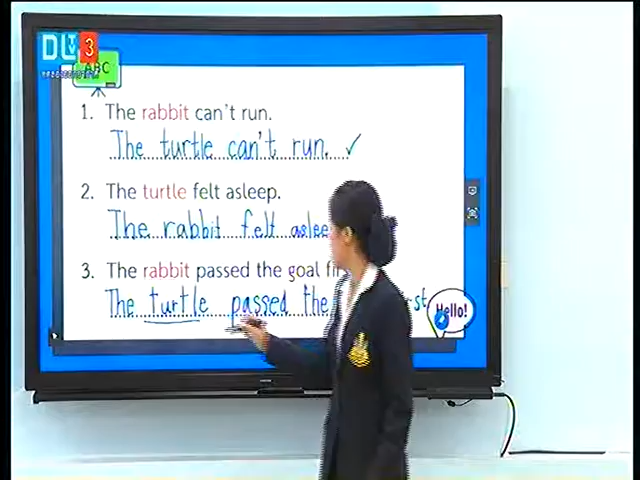 DLTV 3
ABC
1. The rabbit can't run.
The turtle can't run. ✓
2. The turtle felt asleep.
The rabbit felt
3. The rabbit passed the goal
The turtle passed the
Hello!